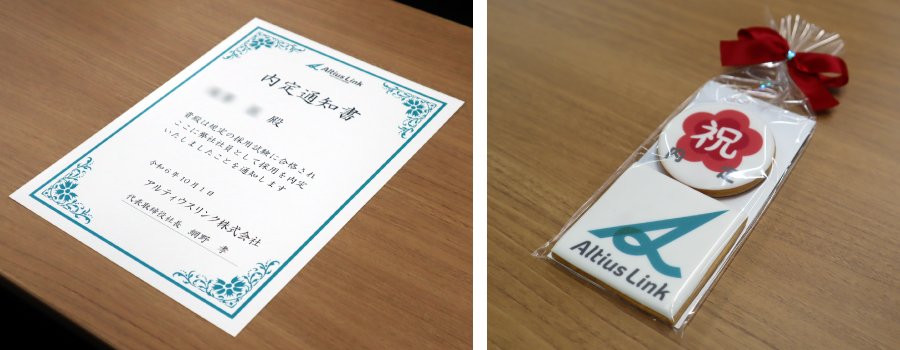 Altius Link
内定通知書
殿
貴殿は規定の採用試験に合格され
ここに弊社社員として採用を内定
いたしましたことを通知します
令和6年10月1日
アルティウスリンク株式会社
代表取締役社長 網野 孝
祝
内
Altius Link